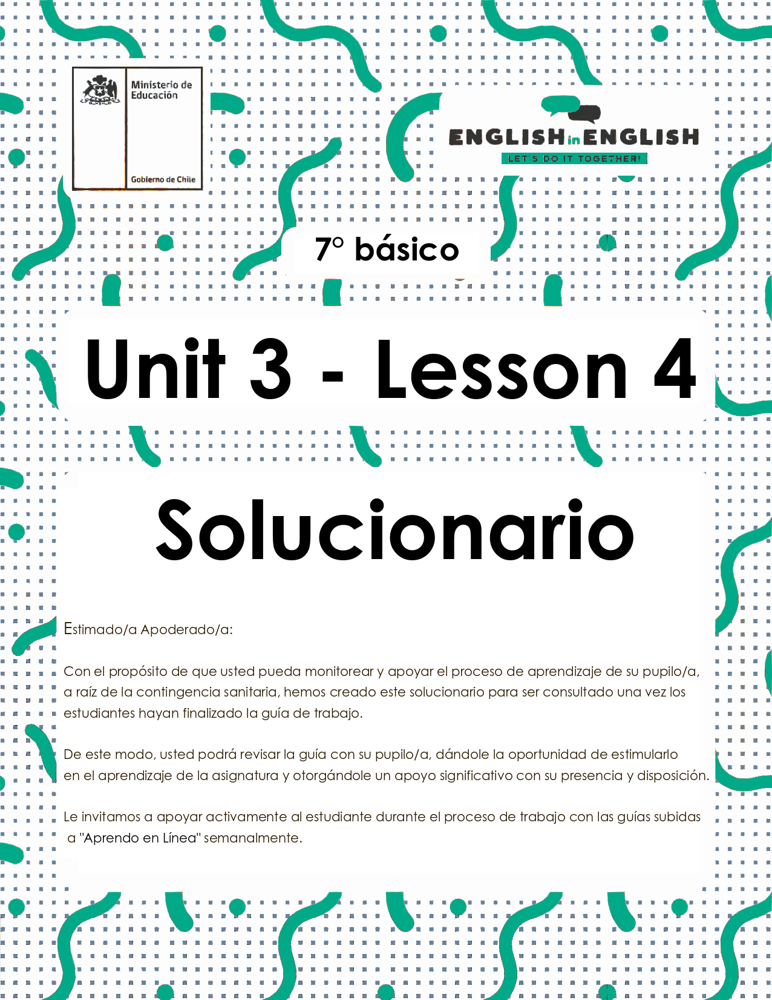 Ministerio de
Educación
Gobierno de Chile
ENGLISH in ENGLISH
LET'S DO IT TOGETHER!
7° básico
Unit 3 - Lesson 4
Solucionario
Estimado/a Apoderado/a:
Con el propósito de que usted pueda monitorear y apoyar el proceso de aprendizaje de su pupilo/a,
a raíz de la contingencia sanitaria, hemos creado este solucionario para ser consultado una vez los
estudiantes hayan finalizado la guía de trabajo.
De este modo, usted podrá revisar la guía con su pupilo/a, dándole la oportunidad de estimularlo
en el aprendizaje de la asignatura y otorgándole un apoyo significativo con su presencia y disposición.
Le invitamos a apoyar activamente al estudiante durante el proceso de trabajo con las guías subidas
a "Aprendo en Línea" semanalmente.